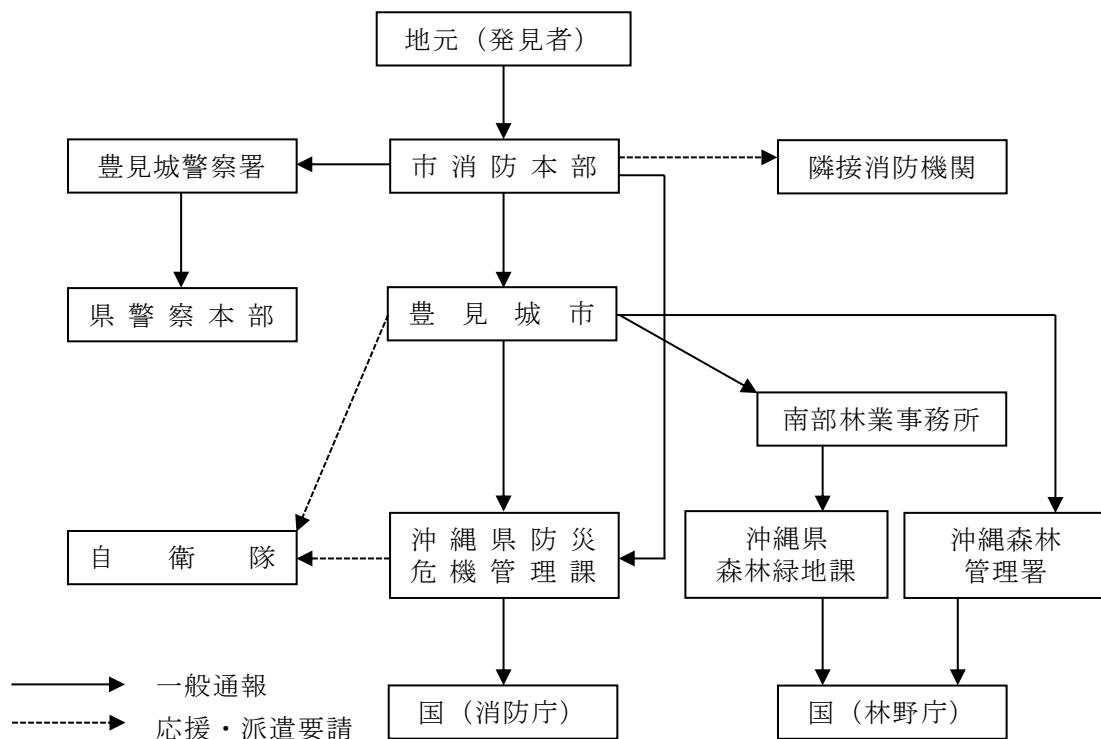 地元（発見者）
豊見城警察署
市消防本部
隣接消防機関
県警察本部
豊見城市
南部林業事務所
自衛隊
沖縄県防災
危機管理課
沖縄県
森林緑地課
沖縄森林
管理署
一般通報
応援・派遣要請
国（消防庁）
国（林野庁）